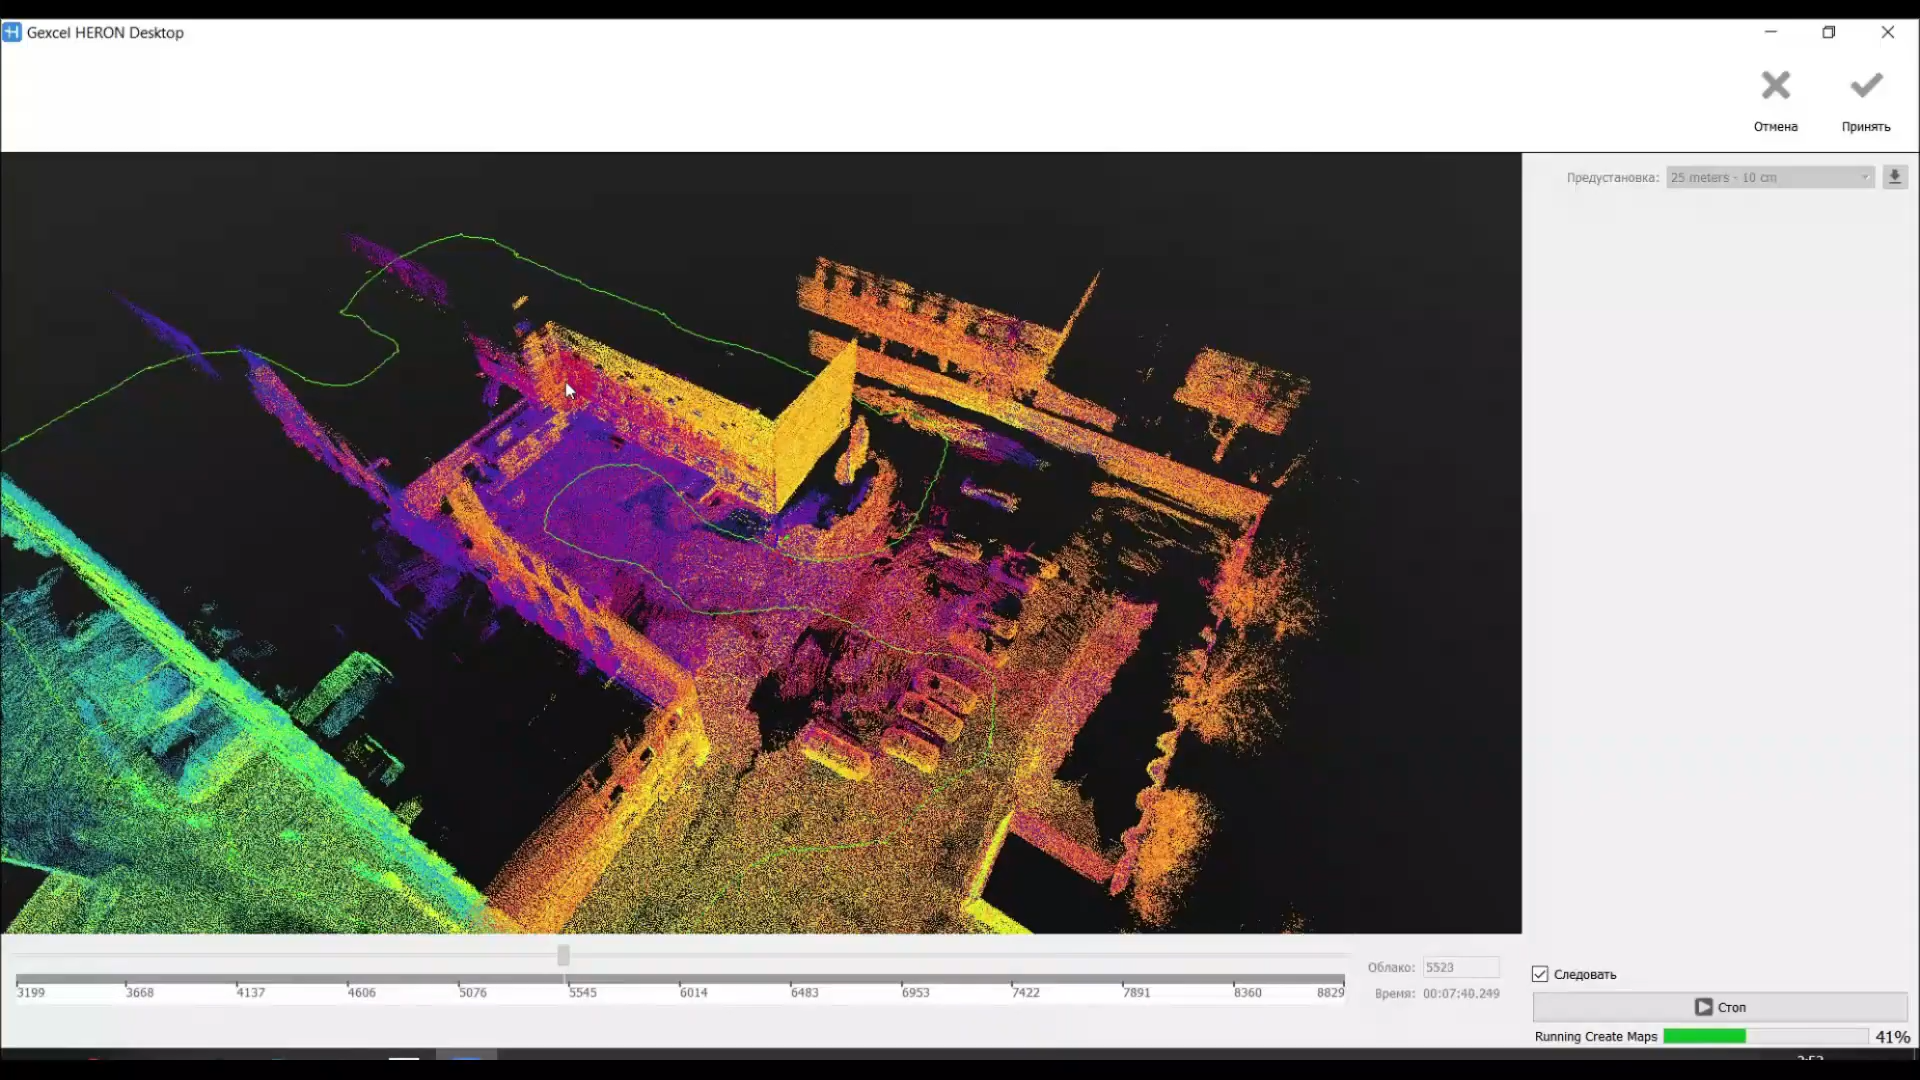 Gexcel HERON Desktop
Отмена
Принять
Предустановка: 25 meters - 10 cm
Облако: 5523
Время: 00:07:40.249
3199 3668 4137 4606 5076 5545 6014 6483 6953 7422 7891 8360 8829
Следовать
Стоп
Running Create Maps 41%